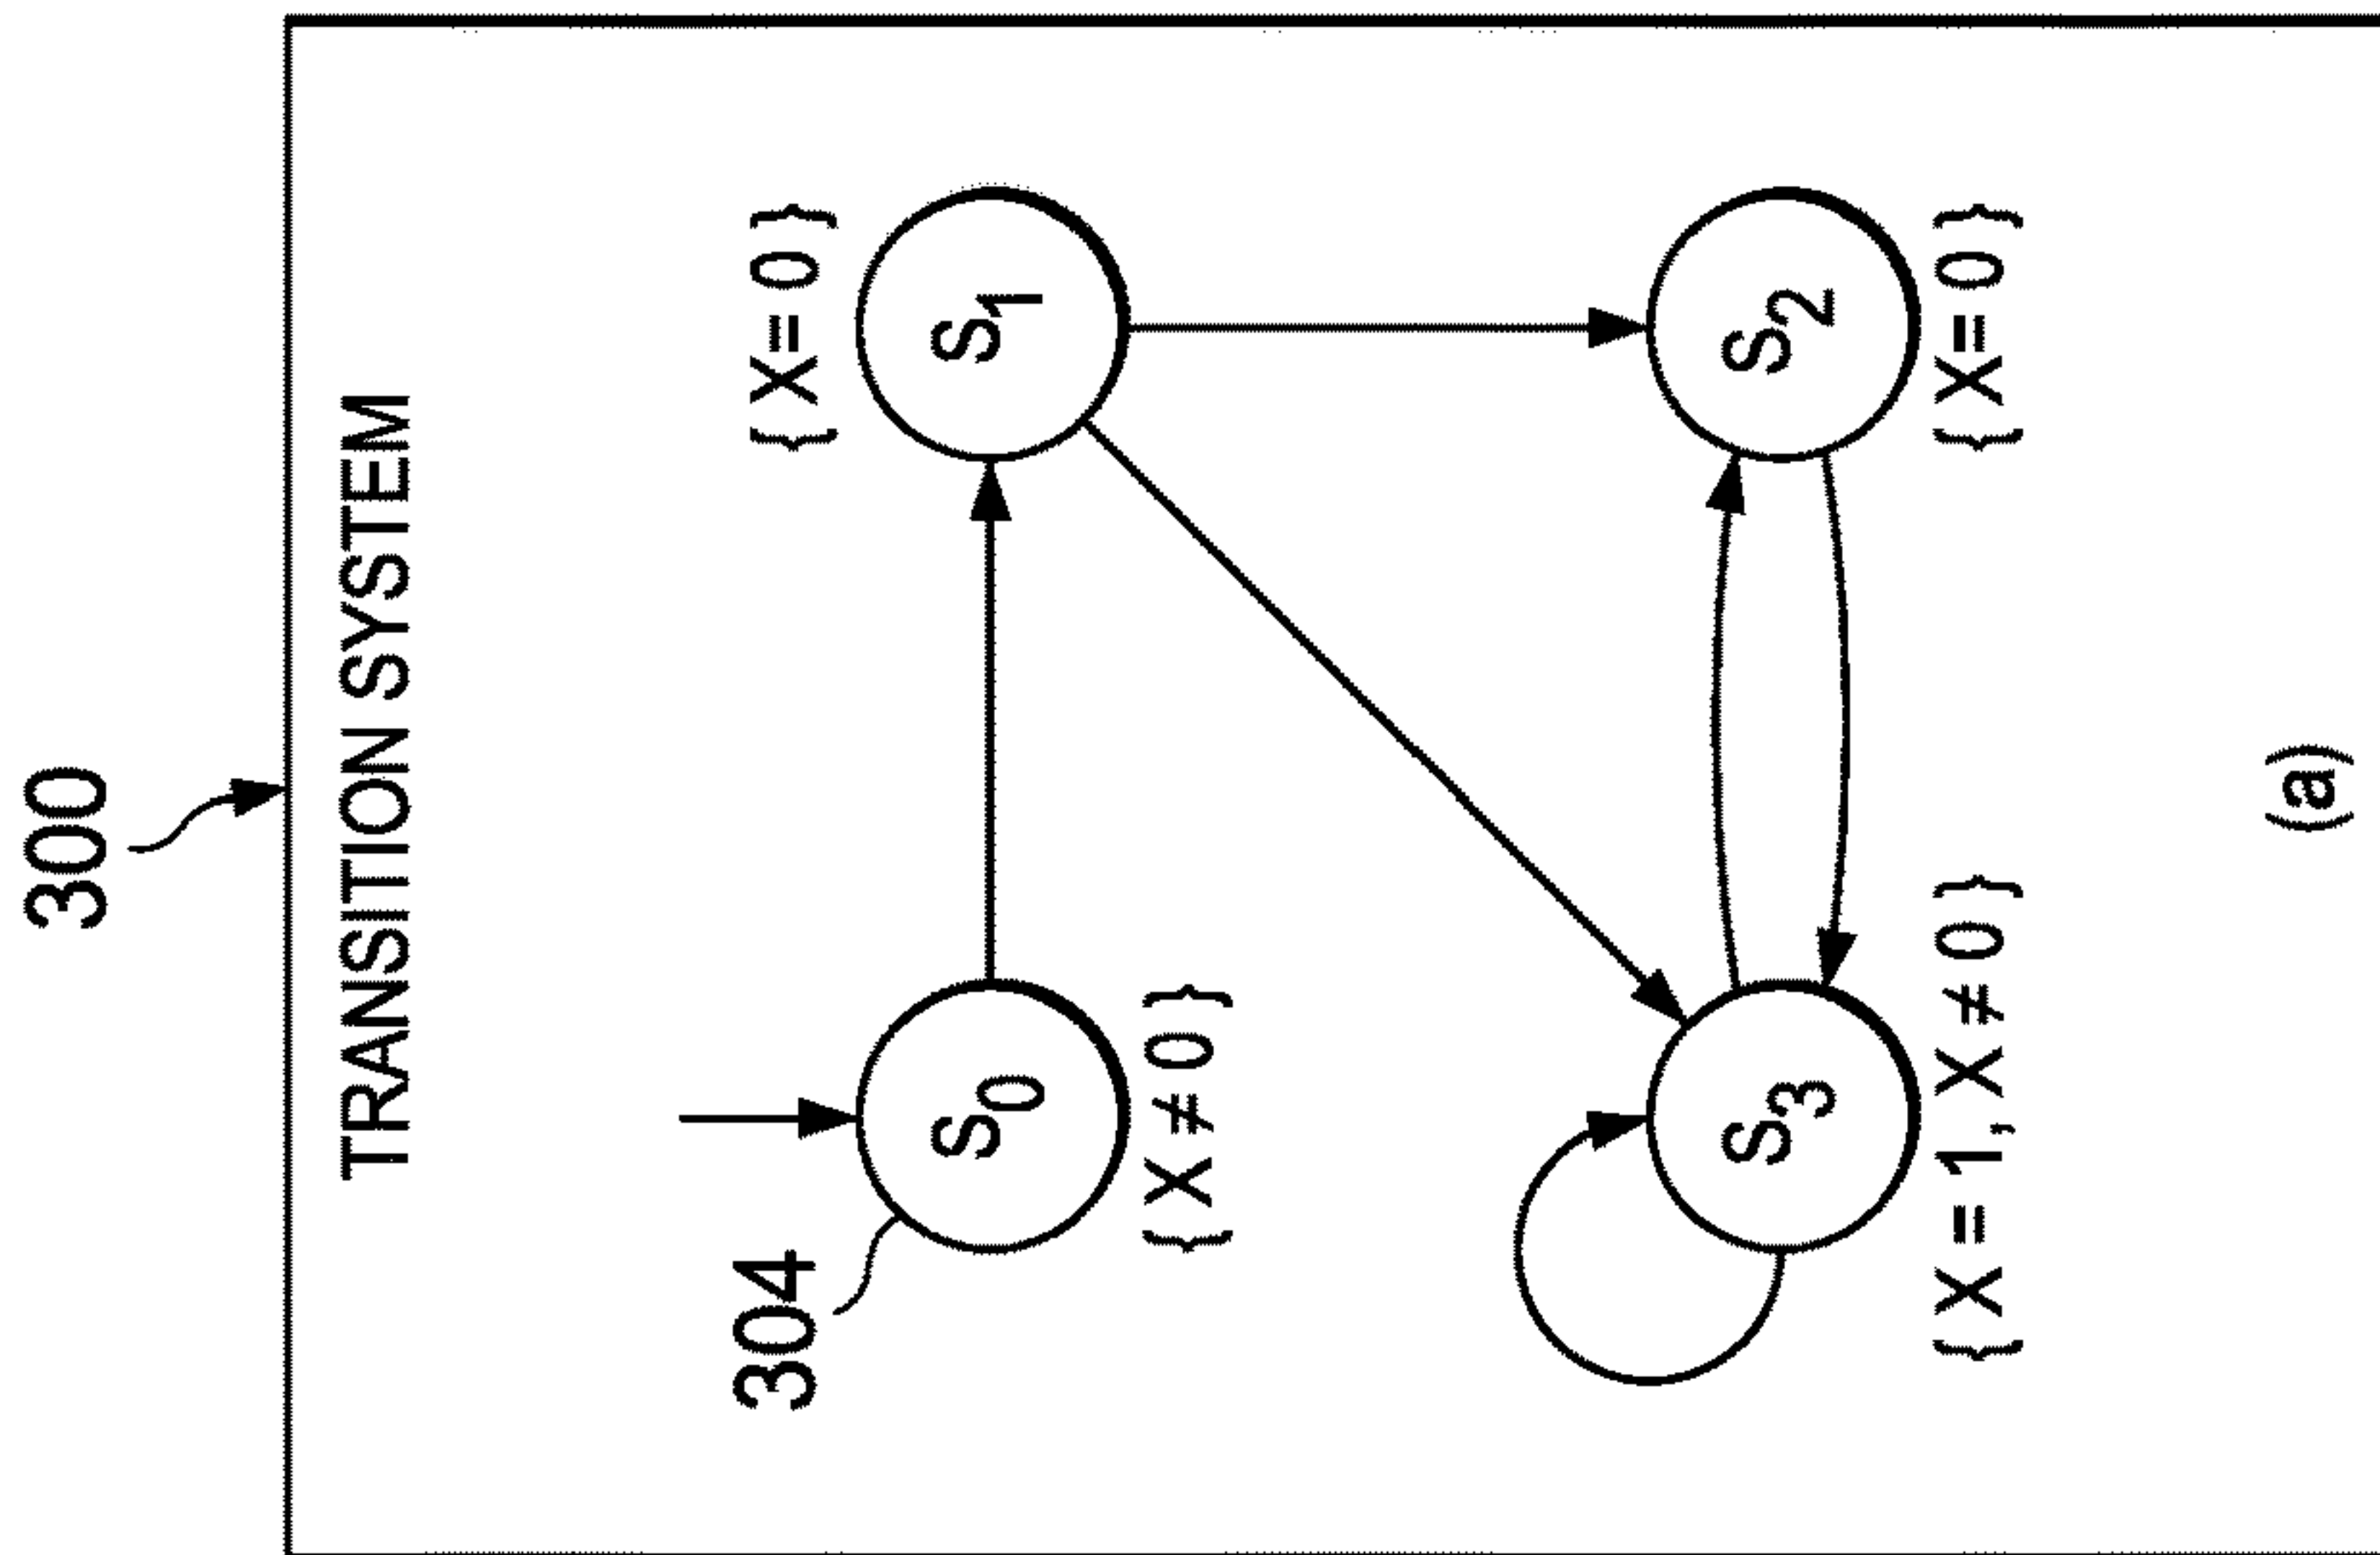 300
TRANSITION SYSTEM
304
S0
{ X ≠ 0 }
{ X = 0 }
S1
S3
{ X = 1, X ≠ 0 }
S2
{ X = 0 }
(a)